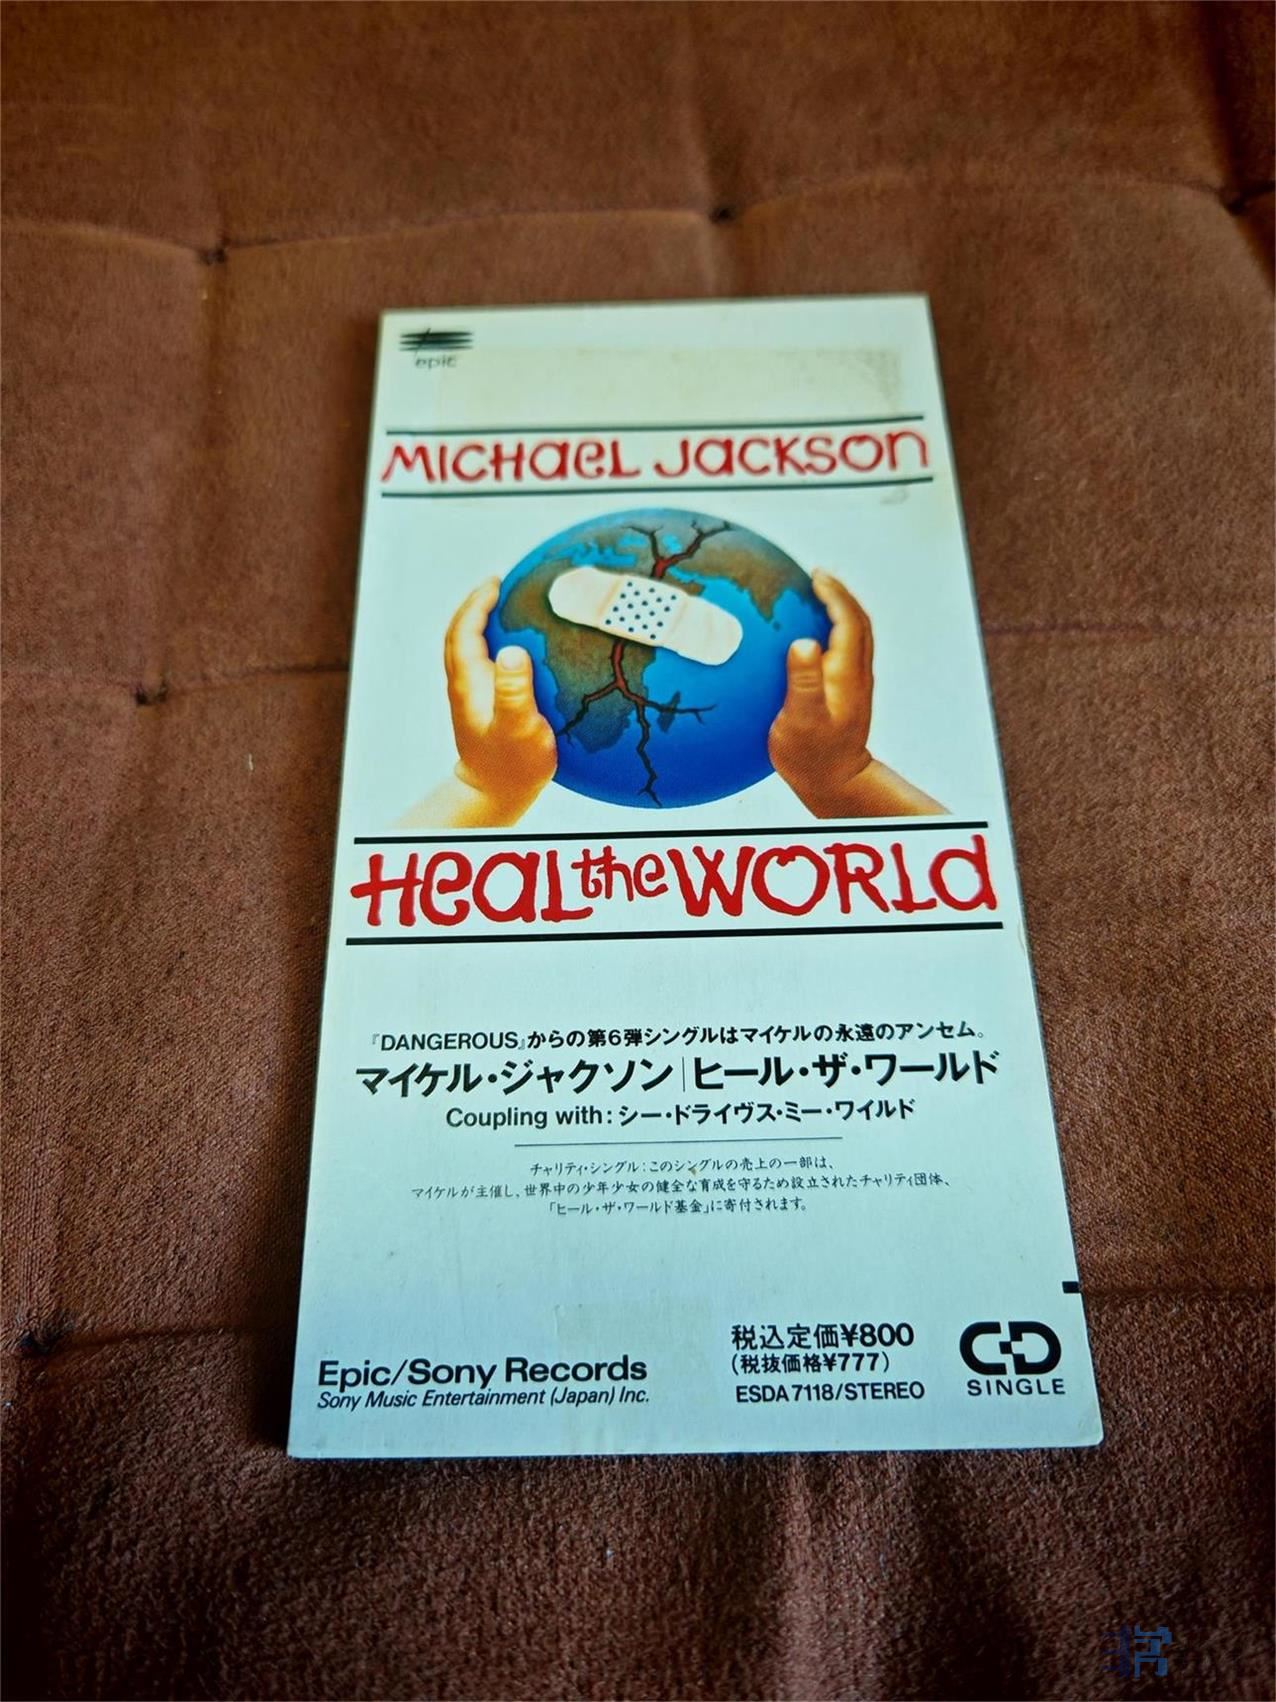 epic
MICHAEL JACKSON
HEAL the WORLD
『DANGEROUS』からの第6弾シングルはマイケルの永遠のアンセム。
マイケル・ジャクソン|ヒール・ザ・ワールド
Coupling with:シー・ドライヴス・ミー・ワイルド
チャリティ・シングル:このシングルの売上の一部は、
マイケルが主催し、世界中の少年少女の健全な育成を守るため設立されたチャリティ団体、
「ヒール・ザ・ワールド基金」に寄付されます。
税込定価¥800
(税抜価格¥777)
ESDA7118/STEREO
Epic/Sony Records
Sony Music Entertainment (Japan) Inc.
CD
SINGLE